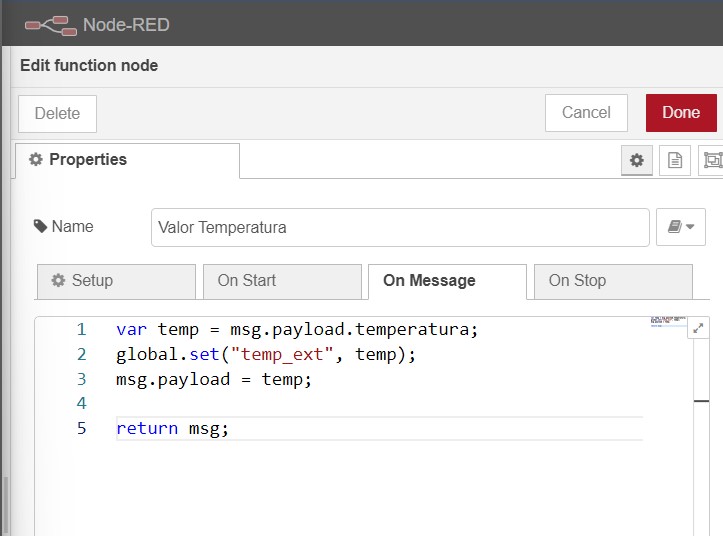 Node-RED
Edit function node
Delete
Cancel
Done
Properties
Name
Valor Temperatura
Setup
On Start
On Message
On Stop
1 var temp = msg.payload.temperatura;
2 global.set("temp_ext", temp);
3 msg.payload = temp;
4
5 return msg;